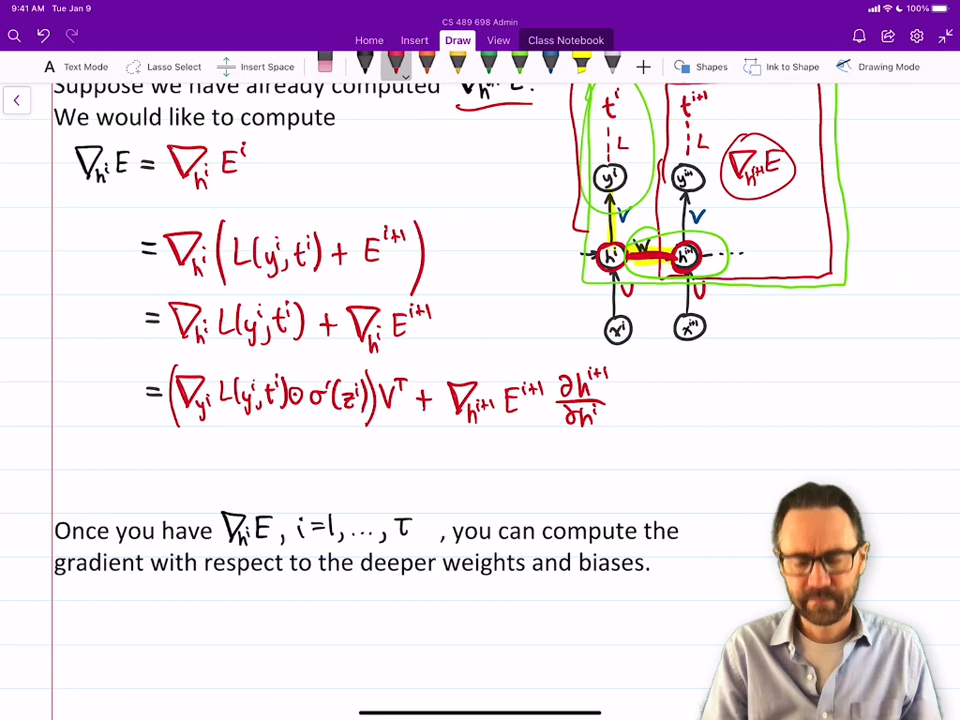 9:41 AM Tue Jan 9
100%
CS 489 698 Admin
Home Insert Draw View Class Notebook
A Text Mode Lasso Select Insert Space + Shapes Ink to Shape Drawing Mode
Suppose we have already computed ∇hⁱ⁺¹ E.
We would like to compute
∇hⁱ E = ∇hⁱ Eⁱ
= ∇hⁱ (L(yⁱ, tⁱ) + Eⁱ⁺¹)
= ∇hⁱ L(yⁱ, tⁱ) + ∇hⁱ Eⁱ⁺¹
= (∇yⁱ L(yⁱ, tⁱ) ⊙ σ'(zⁱ)) Vᵀ + ∇hⁱ⁺¹ Eⁱ⁺¹ ∂hⁱ⁺¹/∂hⁱ
tⁱ tⁱ⁺¹
L L
yⁱ yⁱ⁺¹ ∇hⁱ⁺¹ E
V V
hⁱ W hⁱ⁺¹
U U
xⁱ xⁱ⁺¹
Once you have ∇hⁱ E, i=1, ..., τ , you can compute the
gradient with respect to the deeper weights and biases.